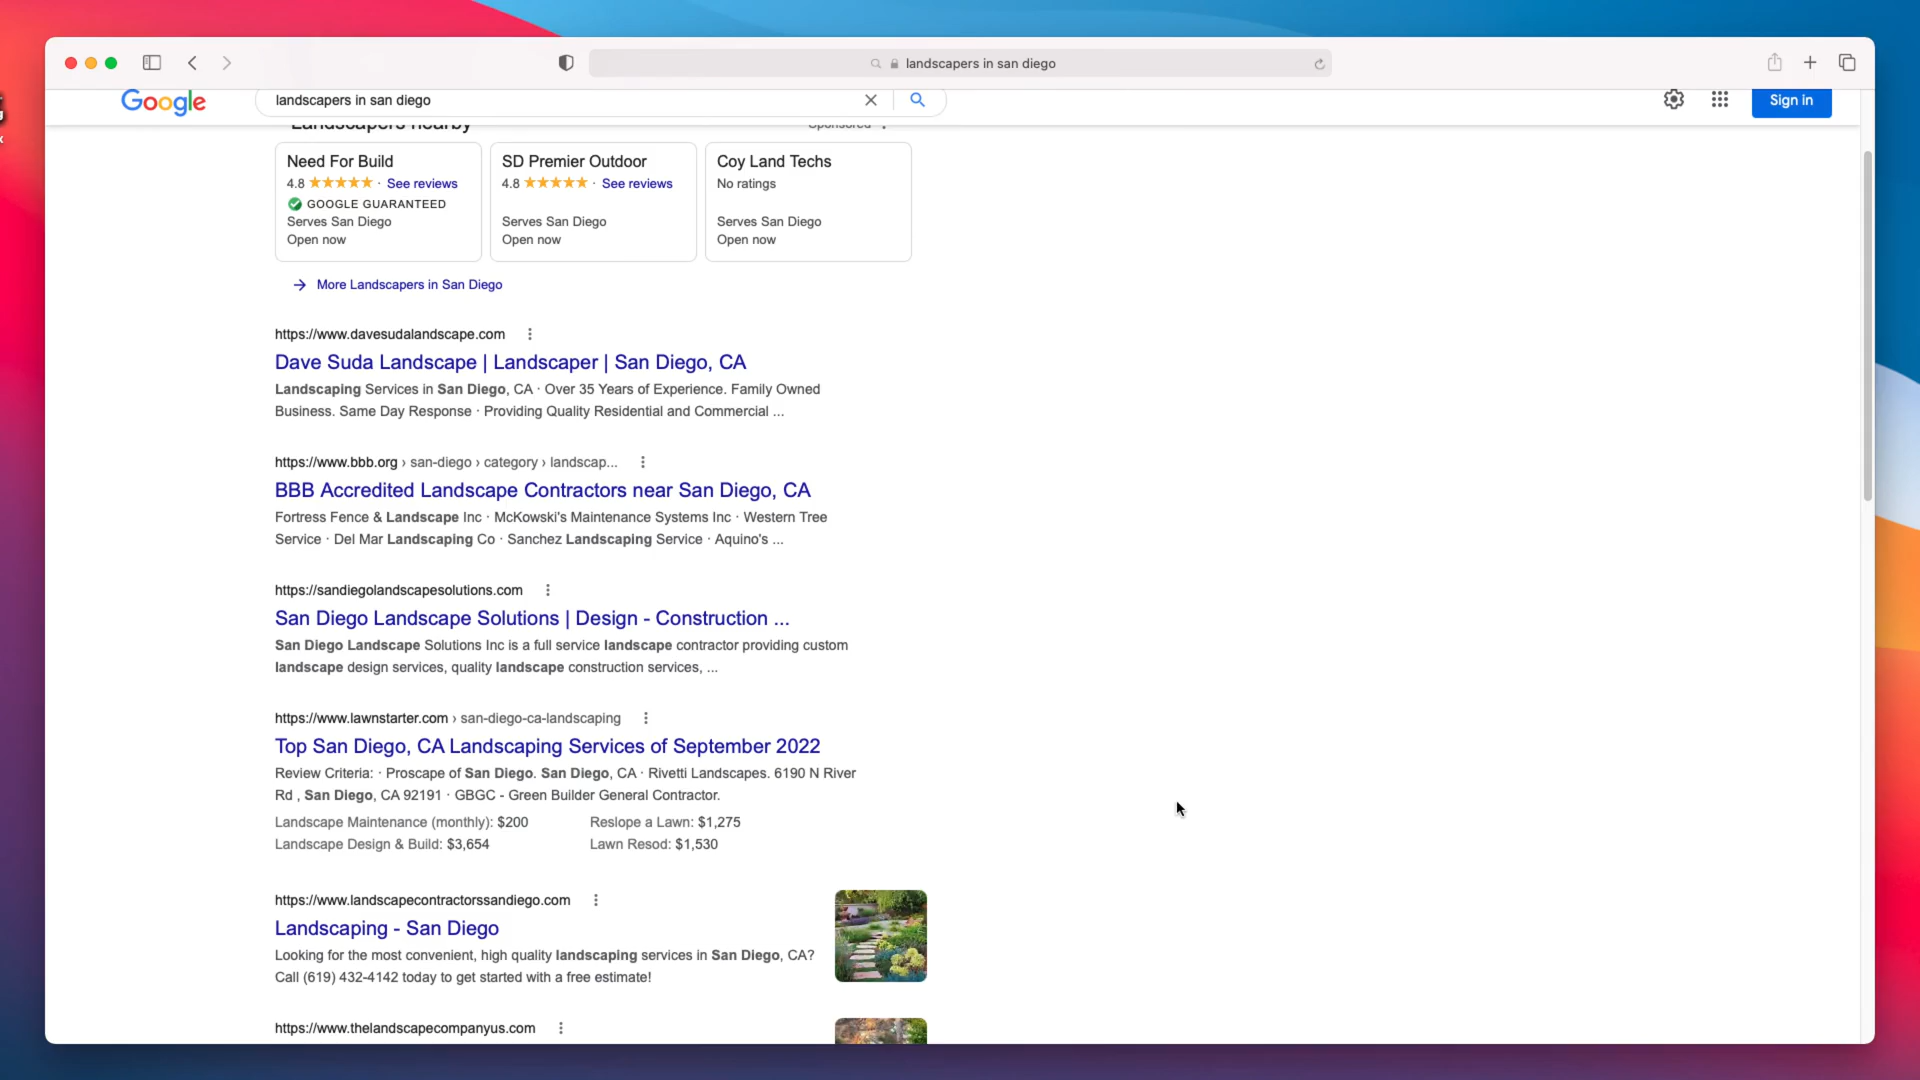 landscapers in san diego
Google
landscapers in san diego
Sign in
Landscapers nearby
Sponsored
Need For Build
4.8 · See reviews
GOOGLE GUARANTEED
Serves San Diego
Open now
SD Premier Outdoor
4.8 · See reviews
Serves San Diego
Open now
Coy Land Techs
No ratings
Serves San Diego
Open now
More Landscapers in San Diego
https://www.davesudalandscape.com
Dave Suda Landscape | Landscaper | San Diego, CA
Landscaping Services in San Diego, CA · Over 35 Years of Experience. Family Owned
Business. Same Day Response · Providing Quality Residential and Commercial ...
https://www.bbb.org › san-diego › category › landscap...
BBB Accredited Landscape Contractors near San Diego, CA
Fortress Fence & Landscape Inc · McKowski's Maintenance Systems Inc · Western Tree
Service · Del Mar Landscaping Co · Sanchez Landscaping Service · Aquino's ...
https://sandiegolandscapesolutions.com
San Diego Landscape Solutions | Design - Construction ...
San Diego Landscape Solutions Inc is a full service landscape contractor providing custom
landscape design services, quality landscape construction services, ...
https://www.lawnstarter.com › san-diego-ca-landscaping
Top San Diego, CA Landscaping Services of September 2022
Review Criteria: · Proscape of San Diego. San Diego, CA · Rivetti Landscapes. 6190 N River
Rd , San Diego, CA 92191 · GBGC - Green Builder General Contractor.
Landscape Maintenance (monthly): $200
Reslope a Lawn: $1,275
Landscape Design & Build: $3,654
Lawn Resod: $1,530
https://www.landscapecontractorssandiego.com
Landscaping - San Diego
Looking for the most convenient, high quality landscaping services in San Diego, CA?
Call (619) 432-4142 today to get started with a free estimate!
https://www.thelandscapecompanyus.com